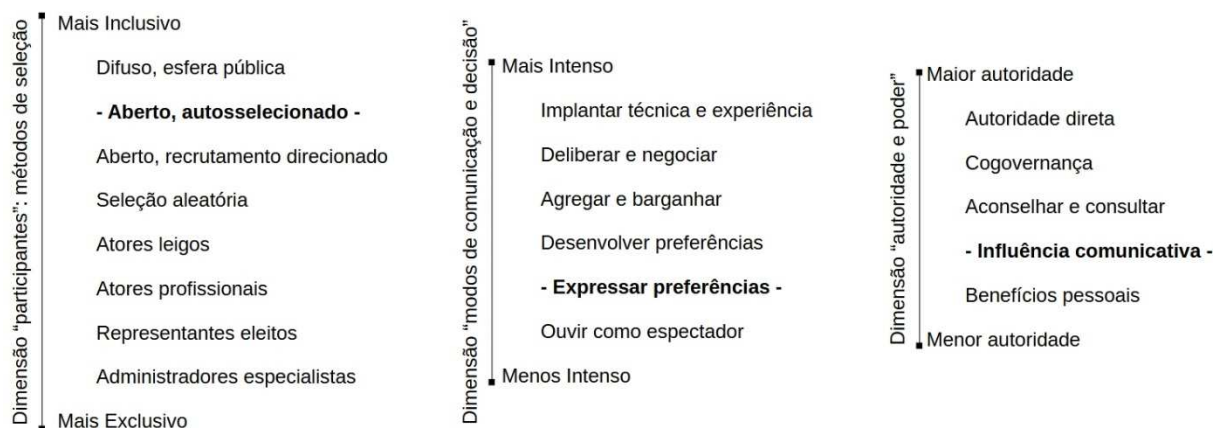 Dimensão “participantes”: métodos de seleção
Mais Inclusivo
Difuso, esfera pública
- Aberto, autosselecionado -
Aberto, recrutamento direcionado
Seleção aleatória
Atores leigos
Atores profissionais
Representantes eleitos
Administradores especialistas
Mais Exclusivo
Dimensão “modos de comunicação e decisão”
Mais Intenso
Implantar técnica e experiência
Deliberar e negociar
Agregar e barganhar
Desenvolver preferências
- Expressar preferências -
Ouvir como espectador
Menos Intenso
Dimensão “autoridade e poder”
Maior autoridade
Autoridade direta
Cogovernança
Aconselhar e consultar
- Influência comunicativa -
Benefícios pessoais
Menor autoridade